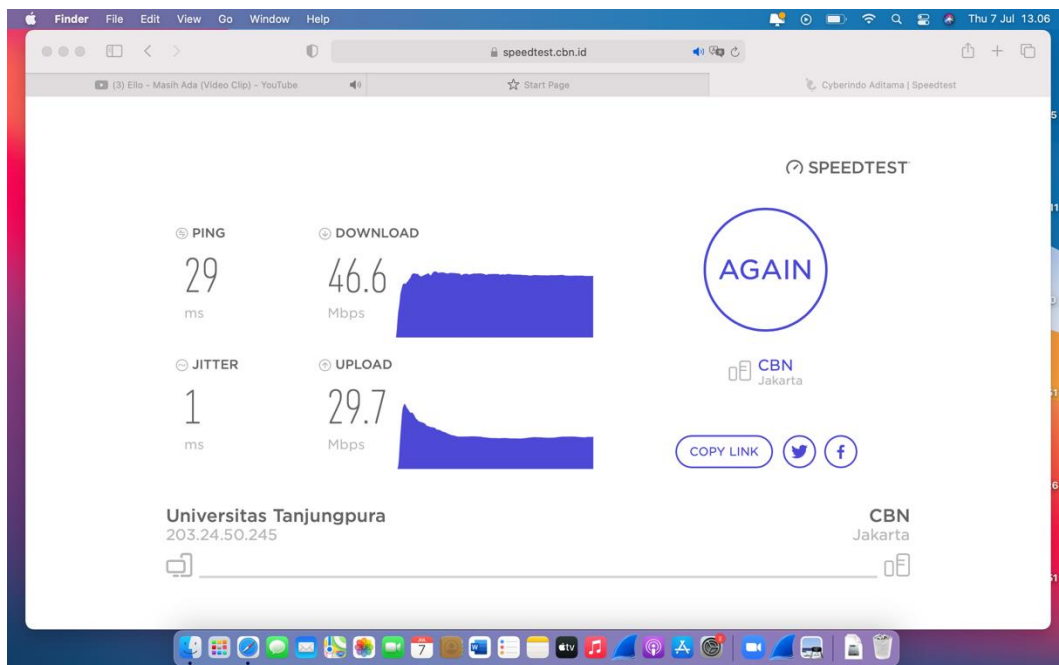 Finder File Edit View Go Window Help
Thu 7 Jul 13.06
speedtest.cbn.id
(3) Ello - Masih Ada (Video Clip) - YouTube
Start Page
Cyberindo Aditama | Speedtest
SPEEDTEST
PING
29
ms
DOWNLOAD
46.6
Mbps
AGAIN
JITTER
1
ms
UPLOAD
29.7
Mbps
CBN
Jakarta
COPY LINK
Universitas Tanjungpura
203.24.50.245
CBN
Jakarta
7
tv